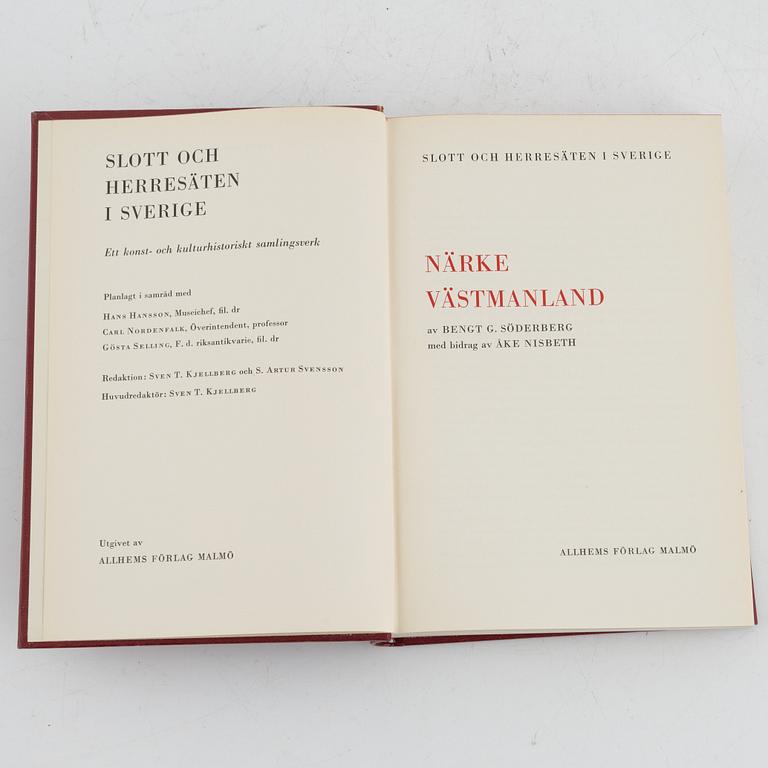 SLOTT OCH
HERRESÄTEN
I SVERIGE
Ett konst- och kulturhistoriskt samlingsverk
Planlagt i samråd med
HANS HANSSON, Museichef, fil. dr
CARL NORDENFALK, Överintendent, professor
GÖSTA SELLING, F. d. riksantikvarie, fil. dr
Redaktion: SVEN T. KJELLBERG och S. ARTUR SVENSSON
Huvudredaktör: SVEN T. KJELLBERG
Utgivet av
ALLHEMS FÖRLAG MALMÖ
SLOTT OCH HERRESÄTEN I SVERIGE
NÄRKE
VÄSTMANLAND
av BENGT G. SÖDERBERG
med bidrag av ÅKE NISBETH
ALLHEMS FÖRLAG MALMÖ